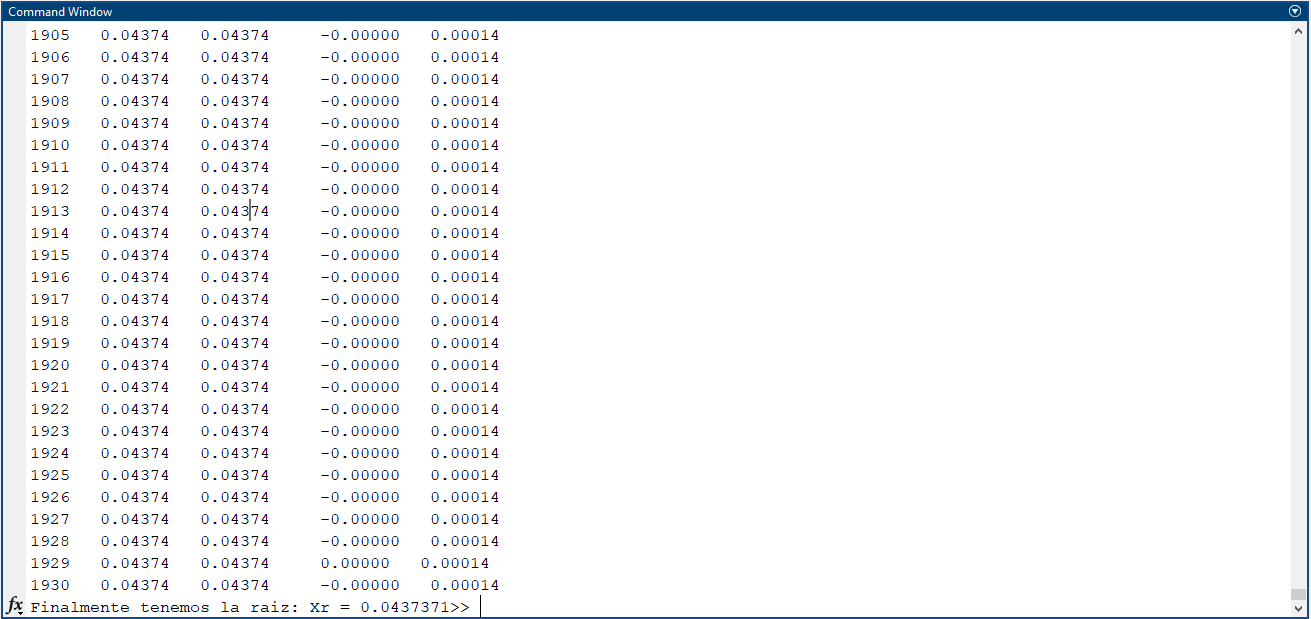 Command Window
1905 0.04374 0.04374 -0.00000 0.00014
1906 0.04374 0.04374 -0.00000 0.00014
1907 0.04374 0.04374 -0.00000 0.00014
1908 0.04374 0.04374 -0.00000 0.00014
1909 0.04374 0.04374 -0.00000 0.00014
1910 0.04374 0.04374 -0.00000 0.00014
1911 0.04374 0.04374 -0.00000 0.00014
1912 0.04374 0.04374 -0.00000 0.00014
1913 0.04374 0.04374 -0.00000 0.00014
1914 0.04374 0.04374 -0.00000 0.00014
1915 0.04374 0.04374 -0.00000 0.00014
1916 0.04374 0.04374 -0.00000 0.00014
1917 0.04374 0.04374 -0.00000 0.00014
1918 0.04374 0.04374 -0.00000 0.00014
1919 0.04374 0.04374 -0.00000 0.00014
1920 0.04374 0.04374 -0.00000 0.00014
1921 0.04374 0.04374 -0.00000 0.00014
1922 0.04374 0.04374 -0.00000 0.00014
1923 0.04374 0.04374 -0.00000 0.00014
1924 0.04374 0.04374 -0.00000 0.00014
1925 0.04374 0.04374 -0.00000 0.00014
1926 0.04374 0.04374 -0.00000 0.00014
1927 0.04374 0.04374 -0.00000 0.00014
1928 0.04374 0.04374 -0.00000 0.00014
1929 0.04374 0.04374 0.00000 0.00014
1930 0.04374 0.04374 -0.00000 0.00014
fx Finalmente tenemos la raiz: Xr = 0.0437371>>